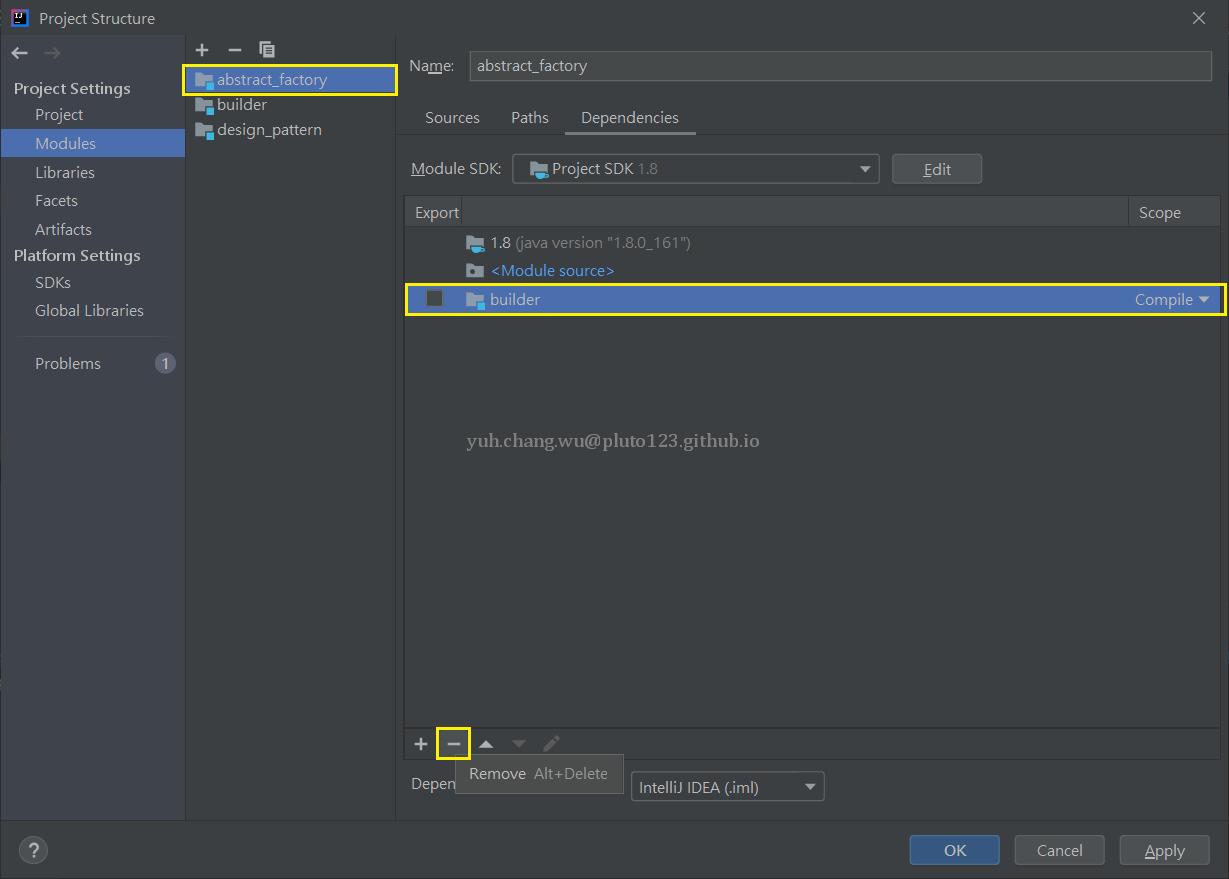 Project Structure
Project Settings
Project
Modules
Libraries
Facets
Artifacts
Platform Settings
SDKs
Global Libraries
Problems 1
abstract_factory
builder
design_pattern
Name: abstract_factory
Sources Paths Dependencies
Module SDK: Project SDK 1.8 Edit
Export Scope
1.8 (java version "1.8.0_161")
<Module source>
builder Compile
yuh.chang.wu@pluto123.github.io
Remove Alt+Delete
Depen IntelliJ IDEA (.iml)
? OK Cancel Apply